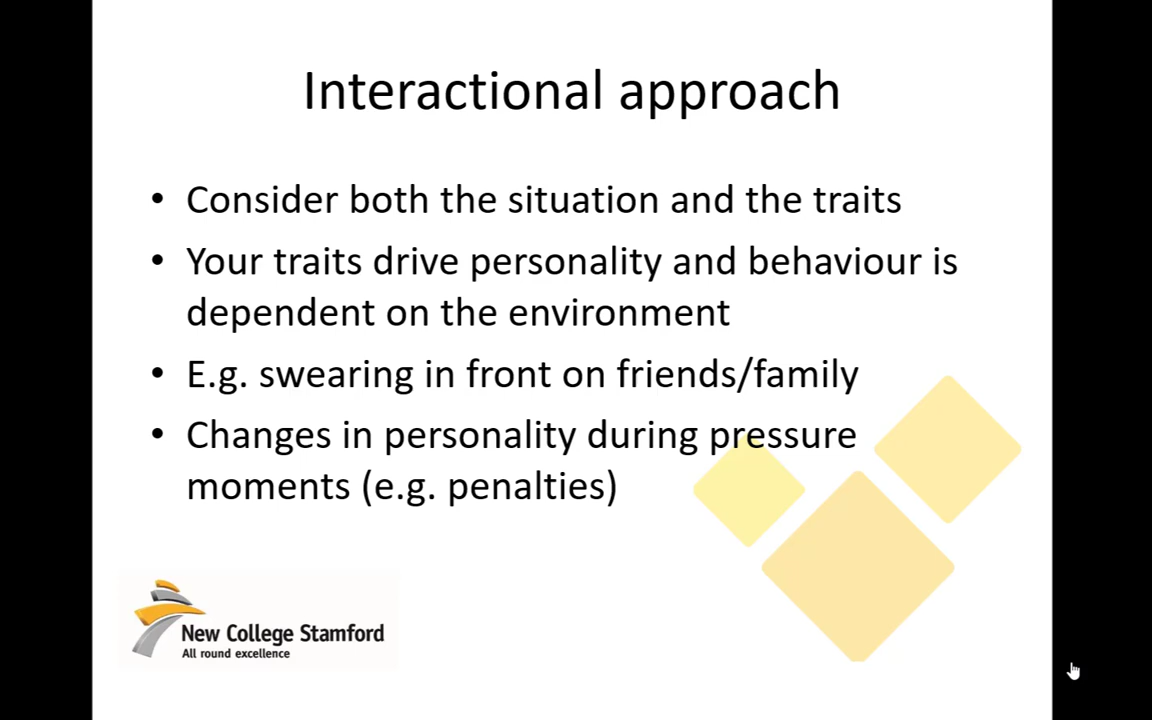 Interactional approach
• Consider both the situation and the traits
• Your traits drive personality and behaviour is
dependent on the environment
• E.g. swearing in front on friends/family
• Changes in personality during pressure
moments (e.g. penalties)
New College Stamford
All round excellence